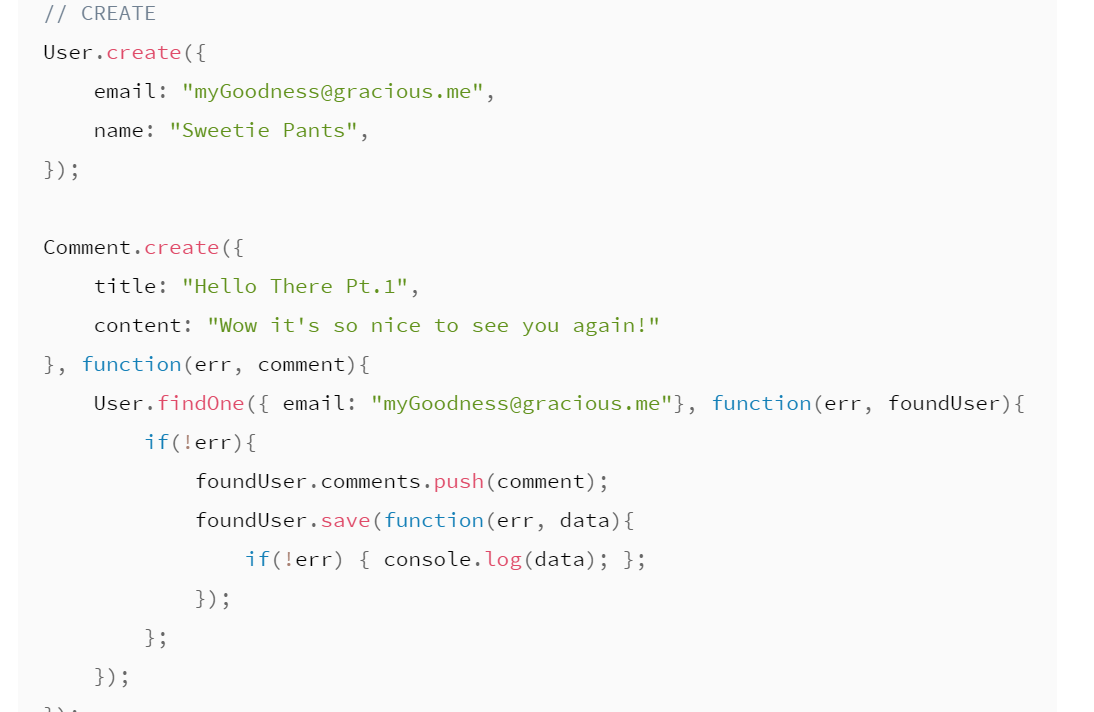 // CREATE
User.create({
    email: "myGoodness@gracious.me",
    name: "Sweetie Pants",
});

Comment.create({
    title: "Hello There Pt.1",
    content: "Wow it's so nice to see you again!"
}, function(err, comment){
    User.findOne({ email: "myGoodness@gracious.me"}, function(err, foundUser){
        if(!err){
            foundUser.comments.push(comment);
            foundUser.save(function(err, data){
                if(!err) { console.log(data); };
            });
        };
    });
});